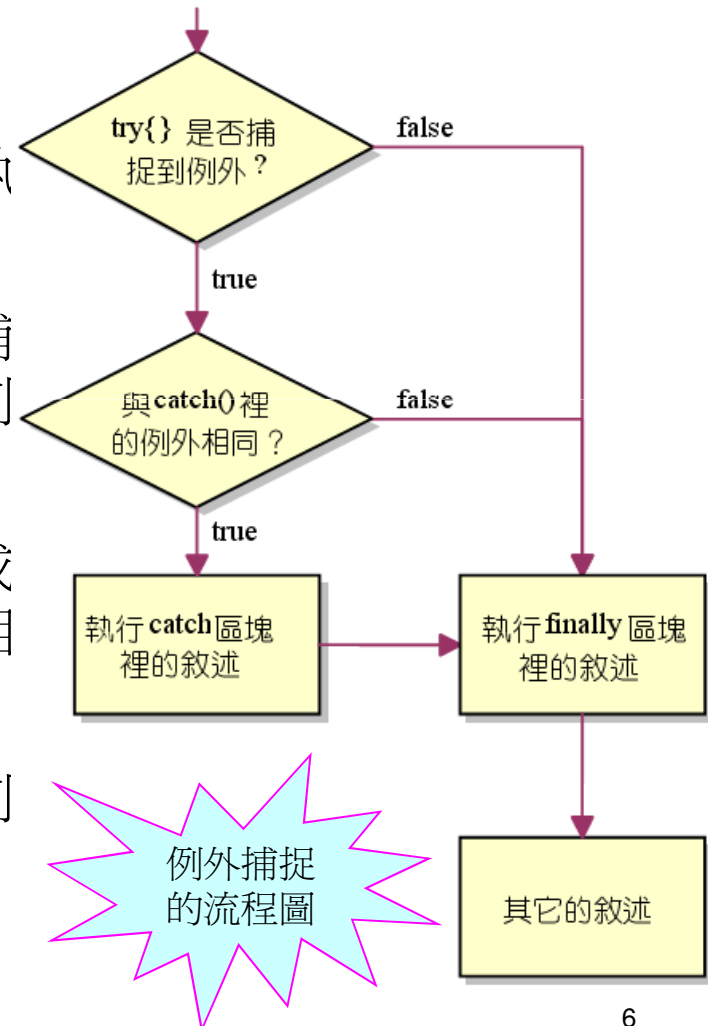 try{} 是否捕
捉到例外?
false
true
與catch()裡
的例外相同?
false
true
執行catch區塊
裡的敘述
執行finally區塊
裡的敘述
例外捕捉
的流程圖
其它的敘述
6